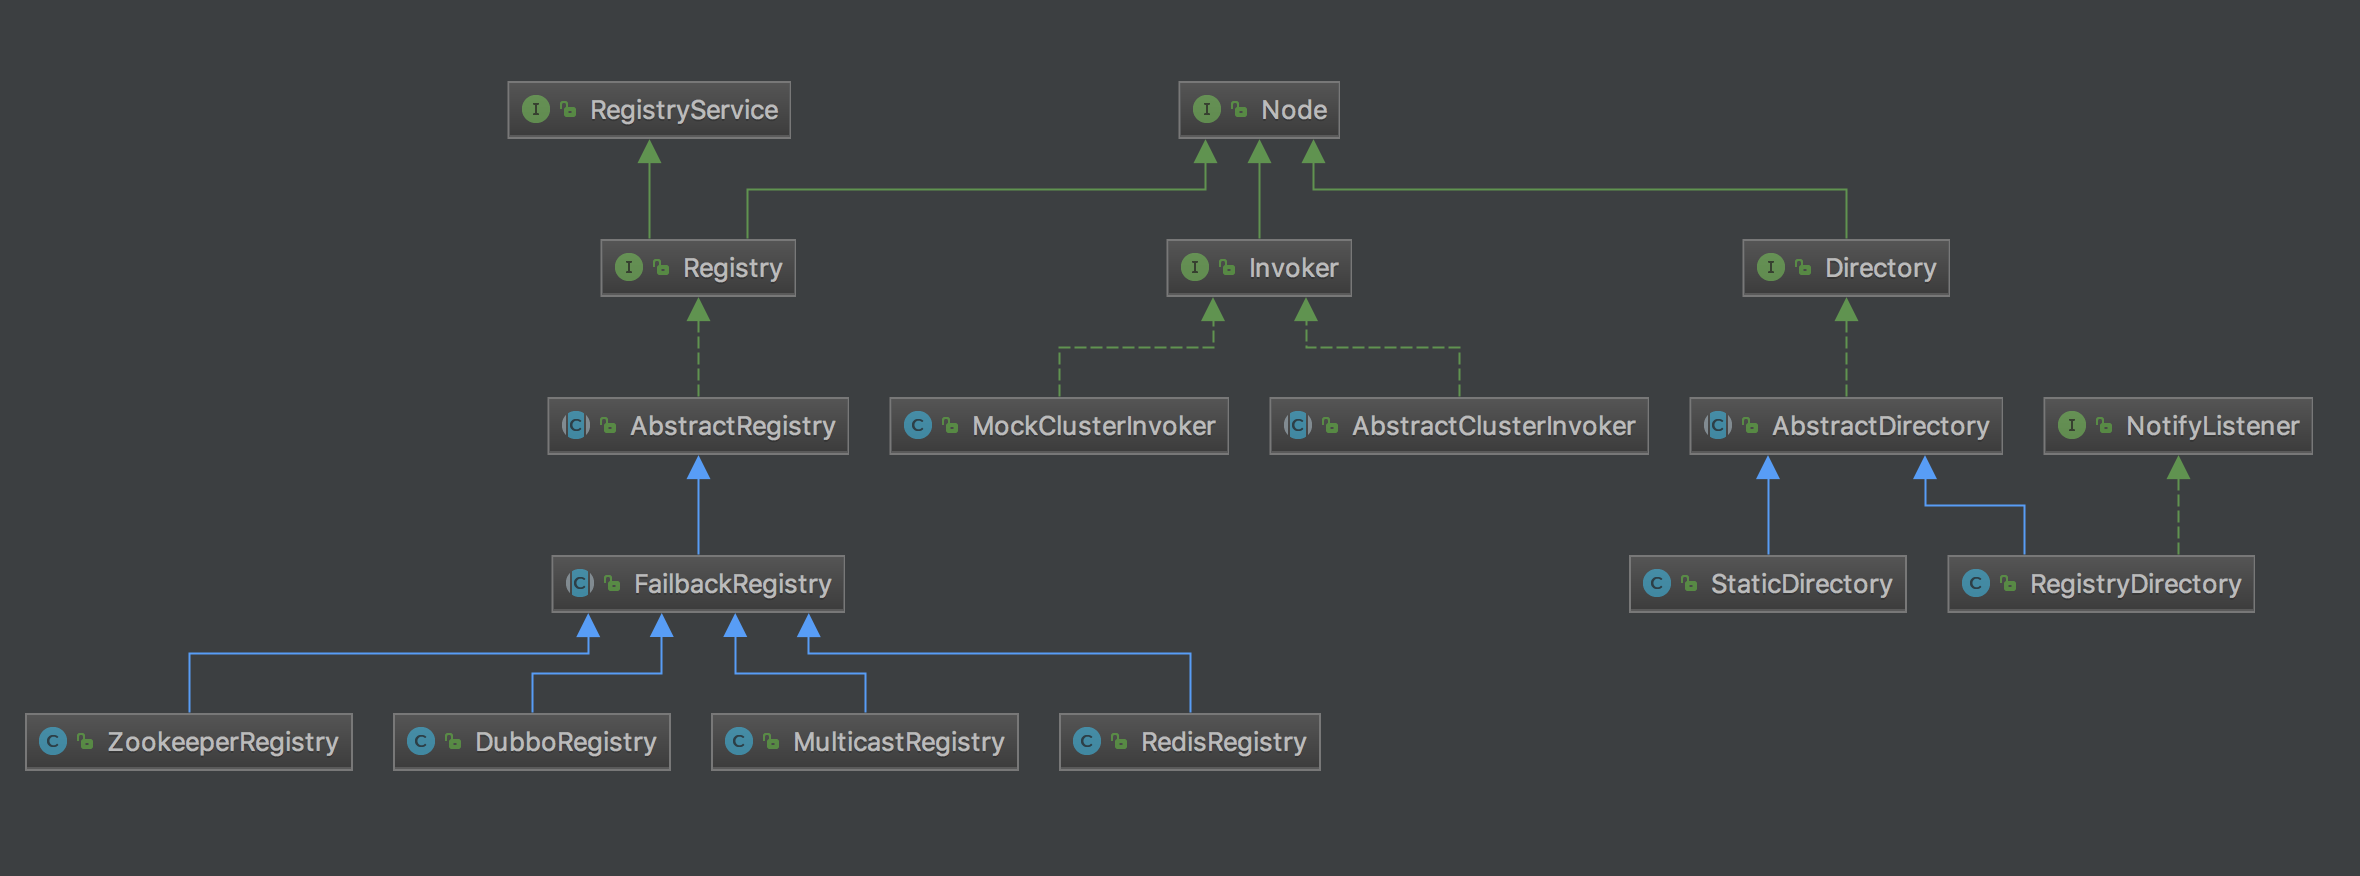 I RegistryService
I Node
I Registry
I Invoker
I Directory
C AbstractRegistry
C MockClusterInvoker
C AbstractClusterInvoker
C AbstractDirectory
I NotifyListener
C FailbackRegistry
C StaticDirectory
C RegistryDirectory
C ZookeeperRegistry
C DubboRegistry
C MulticastRegistry
C RedisRegistry